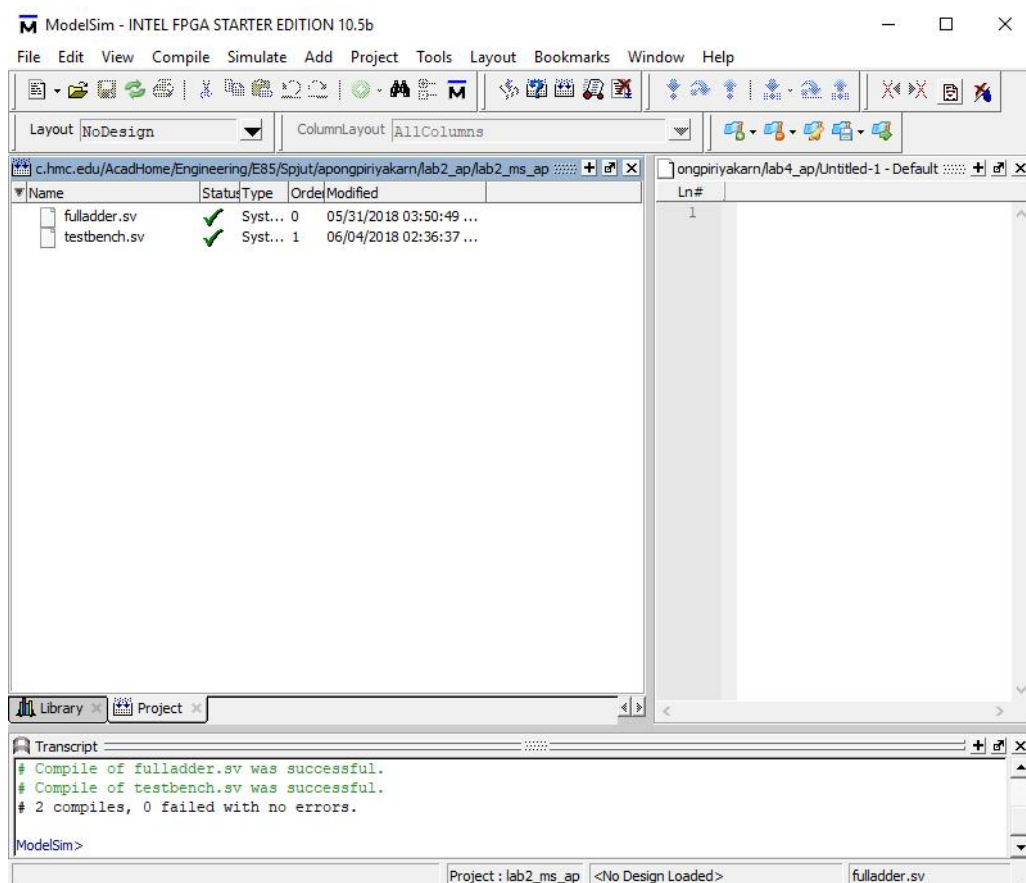 ModelSim - INTEL FPGA STARTER EDITION 10.5b
File Edit View Compile Simulate Add Project Tools Layout Bookmarks Window Help
Layout NoDesign
ColumnLayout AllColumns
c.hmc.edu/AcadHome/Engineering/E85/Spjut/apongpiriyakarn/lab2_ap/lab2_ms_ap
Name Status Type Order Modified
fulladder.sv Syst... 0 05/31/2018 03:50:49 ...
testbench.sv Syst... 1 06/04/2018 02:36:37 ...
ongpiriyakarn/lab4_ap/Untitled-1 - Default
Ln#
1
Library Project
Transcript
# Compile of fulladder.sv was successful.
# Compile of testbench.sv was successful.
# 2 compiles, 0 failed with no errors.
ModelSim>
Project : lab2_ms_ap <No Design Loaded> fulladder.sv